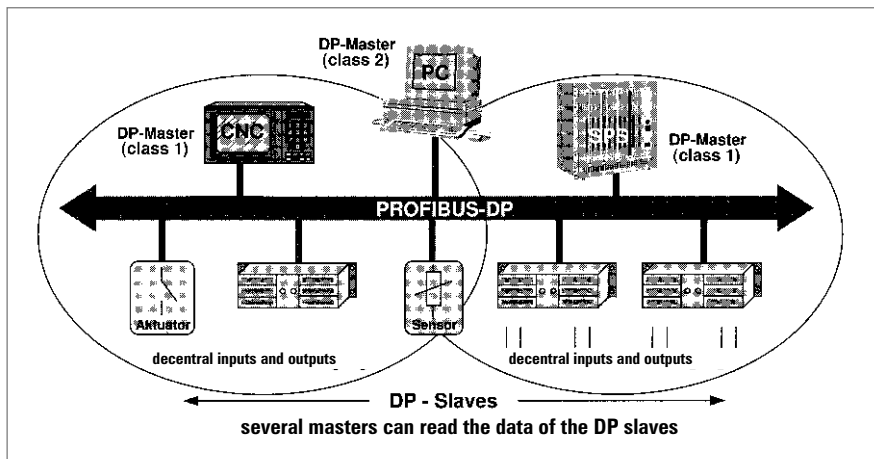 DP-Master
(class 2)
PC
DP-Master
(class 1)
CNC
SPS
DP-Master
(class 1)
PROFIBUS-DP
Aktuator
Sensor
decentral inputs and outputs
decentral inputs and outputs
DP - Slaves
several masters can read the data of the DP slaves